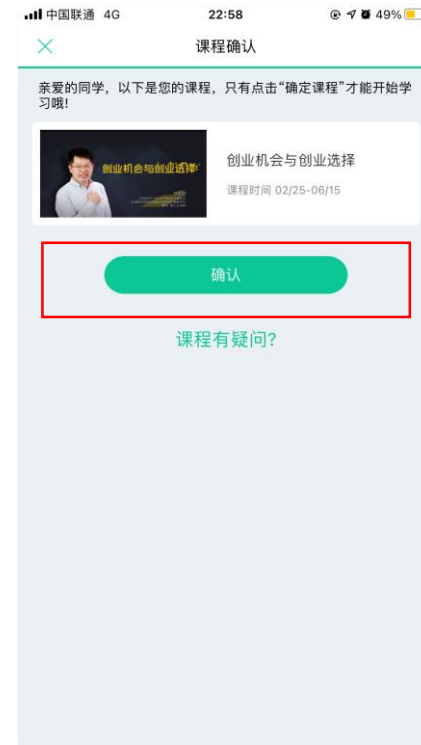 中国联通 4G 22:58 49%
课程确认
亲爱的同学，以下是您的课程，只有点击“确定课程”才能开始学
习哦!
创业机会与创业选择
创业机会与创业选择
课程时间 02/25-06/15
确认
课程有疑问?